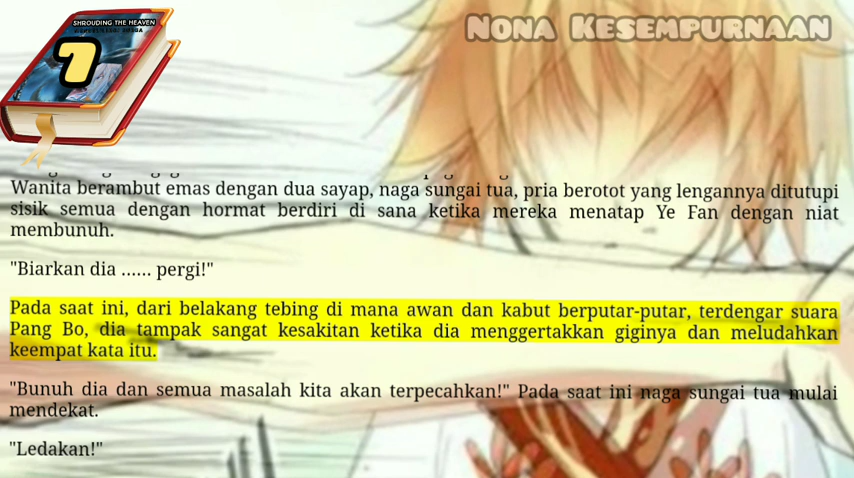 SHROUDING THE HEAVEN
1
Nona Kesempurnaan
Wanita berambut emas dengan dua sayap, naga sungai tua, pria berotot yang lengannya ditutupi
sisik semua dengan hormat berdiri di sana ketika mereka menatap Ye Fan dengan niat
membunuh.
"Biarkan dia ...... pergi!"
Pada saat ini, dari belakang tebing di mana awan dan kabut berputar-putar, terdengar suara
Pang Bo, dia tampak sangat kesakitan ketika dia menggertakkan giginya dan meludahkan
keempat kata itu.
"Bunuh dia dan semua masalah kita akan terpecahkan!" Pada saat ini naga sungai tua mulai
mendekat.
"Ledakan!"